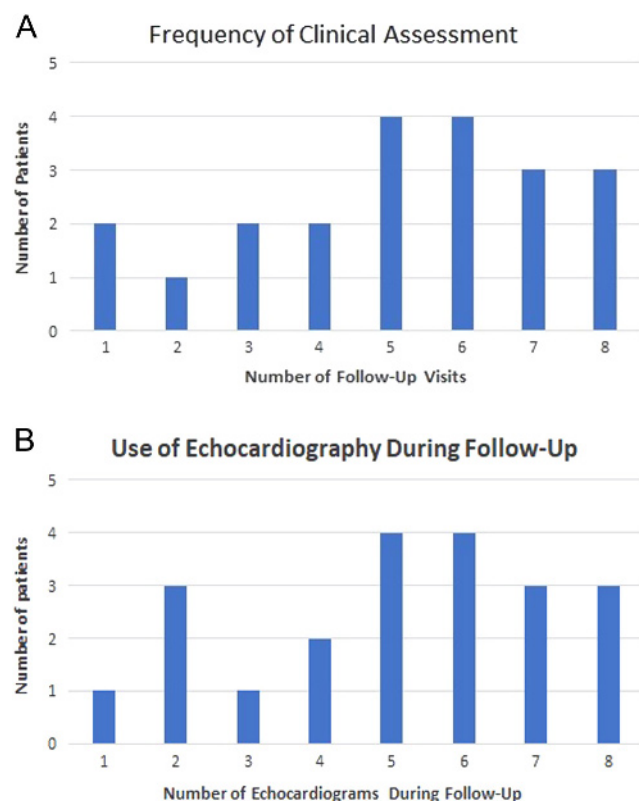 A
Frequency of Clinical Assessment
5
4
3
2
1
0
Number of Patients
1 2 3 4 5 6 7 8
Number of Follow-Up Visits
B
Use of Echocardiography During Follow-Up
5
4
3
2
1
0
Number of patients
1 2 3 4 5 6 7 8
Number of Echocardiograms During Follow-Up